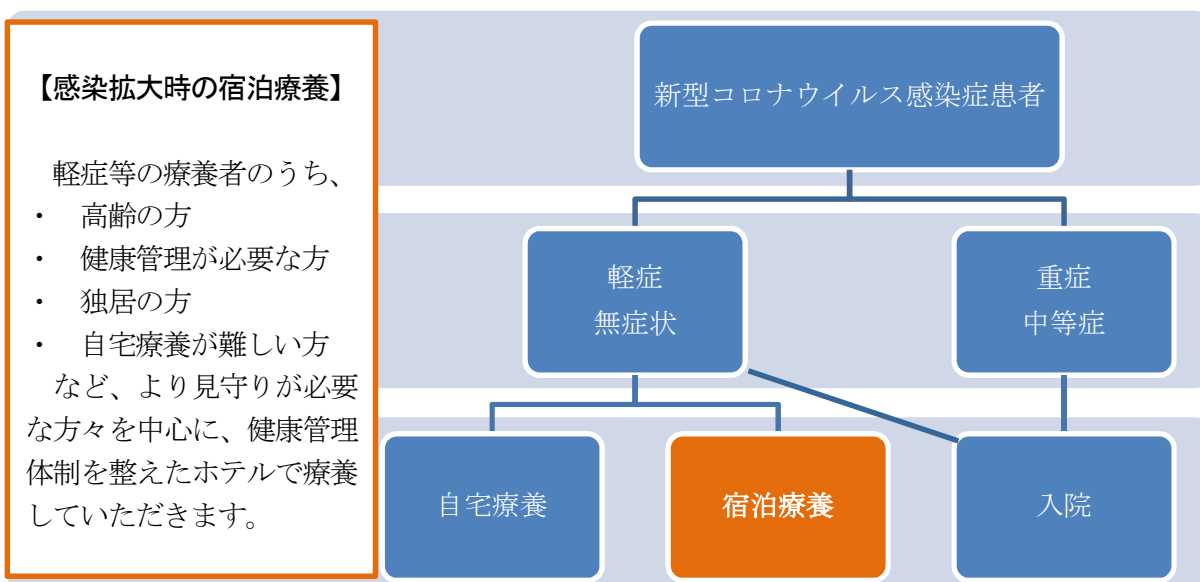 【感染拡大時の宿泊療養】
軽症等の療養者のうち、
・ 高齢の方
・ 健康管理が必要な方
・ 独居の方
・ 自宅療養が難しい方
など、より見守りが必要
な方々を中心に、健康管理
体制を整えたホテルで療養
していただきます。
新型コロナウイルス感染症患者
軽症
無症状
重症
中等症
自宅療養
宿泊療養
入院